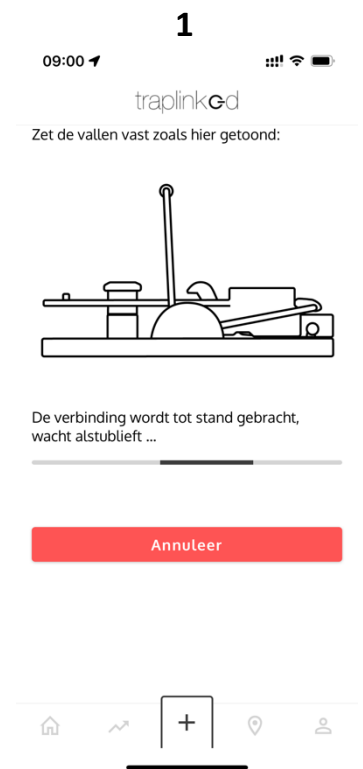 1
09:00
traplinked
Zet de vallen vast zoals hier getoond:
De verbinding wordt tot stand gebracht,
wacht alstublieft ...
Annuleer